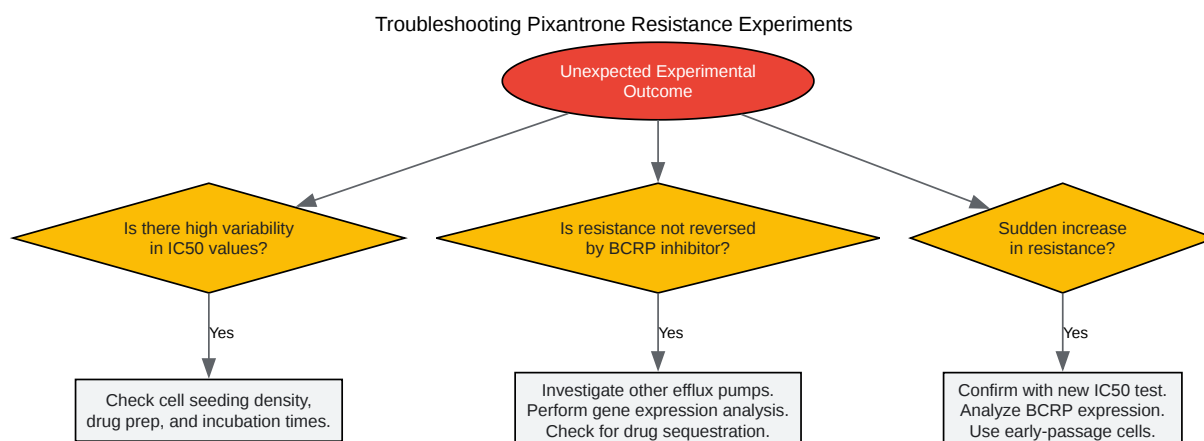 Troubleshooting Pixantrone Resistance Experiments
Unexpected Experimental
Outcome
Is there high variability
in IC50 values?
Is resistance not reversed
by BCRP inhibitor?
Sudden increase
in resistance?
Yes
Yes
Yes
Check cell seeding density,
drug prep, and incubation times.
Investigate other efflux pumps.
Perform gene expression analysis.
Check for drug sequestration.
Confirm with new IC50 test.
Analyze BCRP expression.
Use early-passage cells.